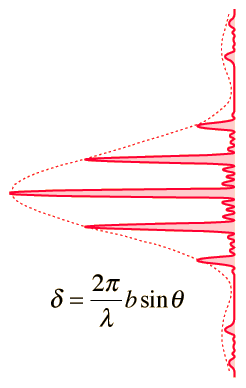 δ = 2π/λ b sin θ